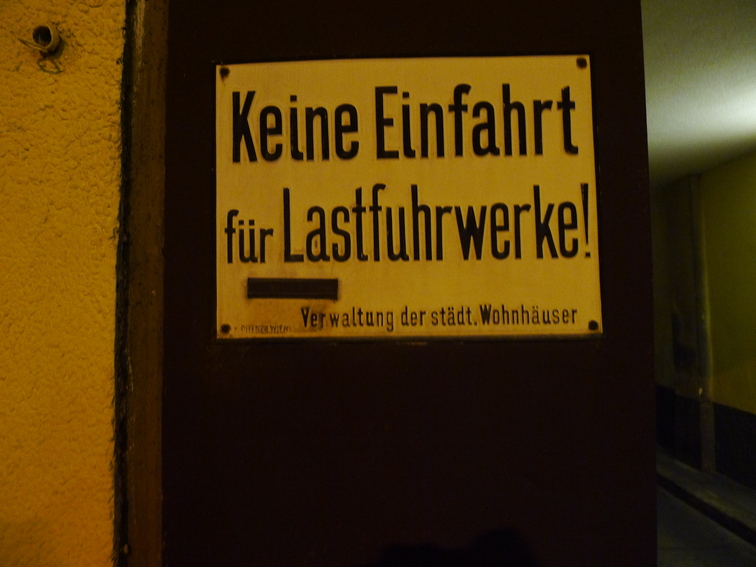 Keine Einfahrt
für Lastfuhrwerke!
Verwaltung der städt. Wohnhäuser